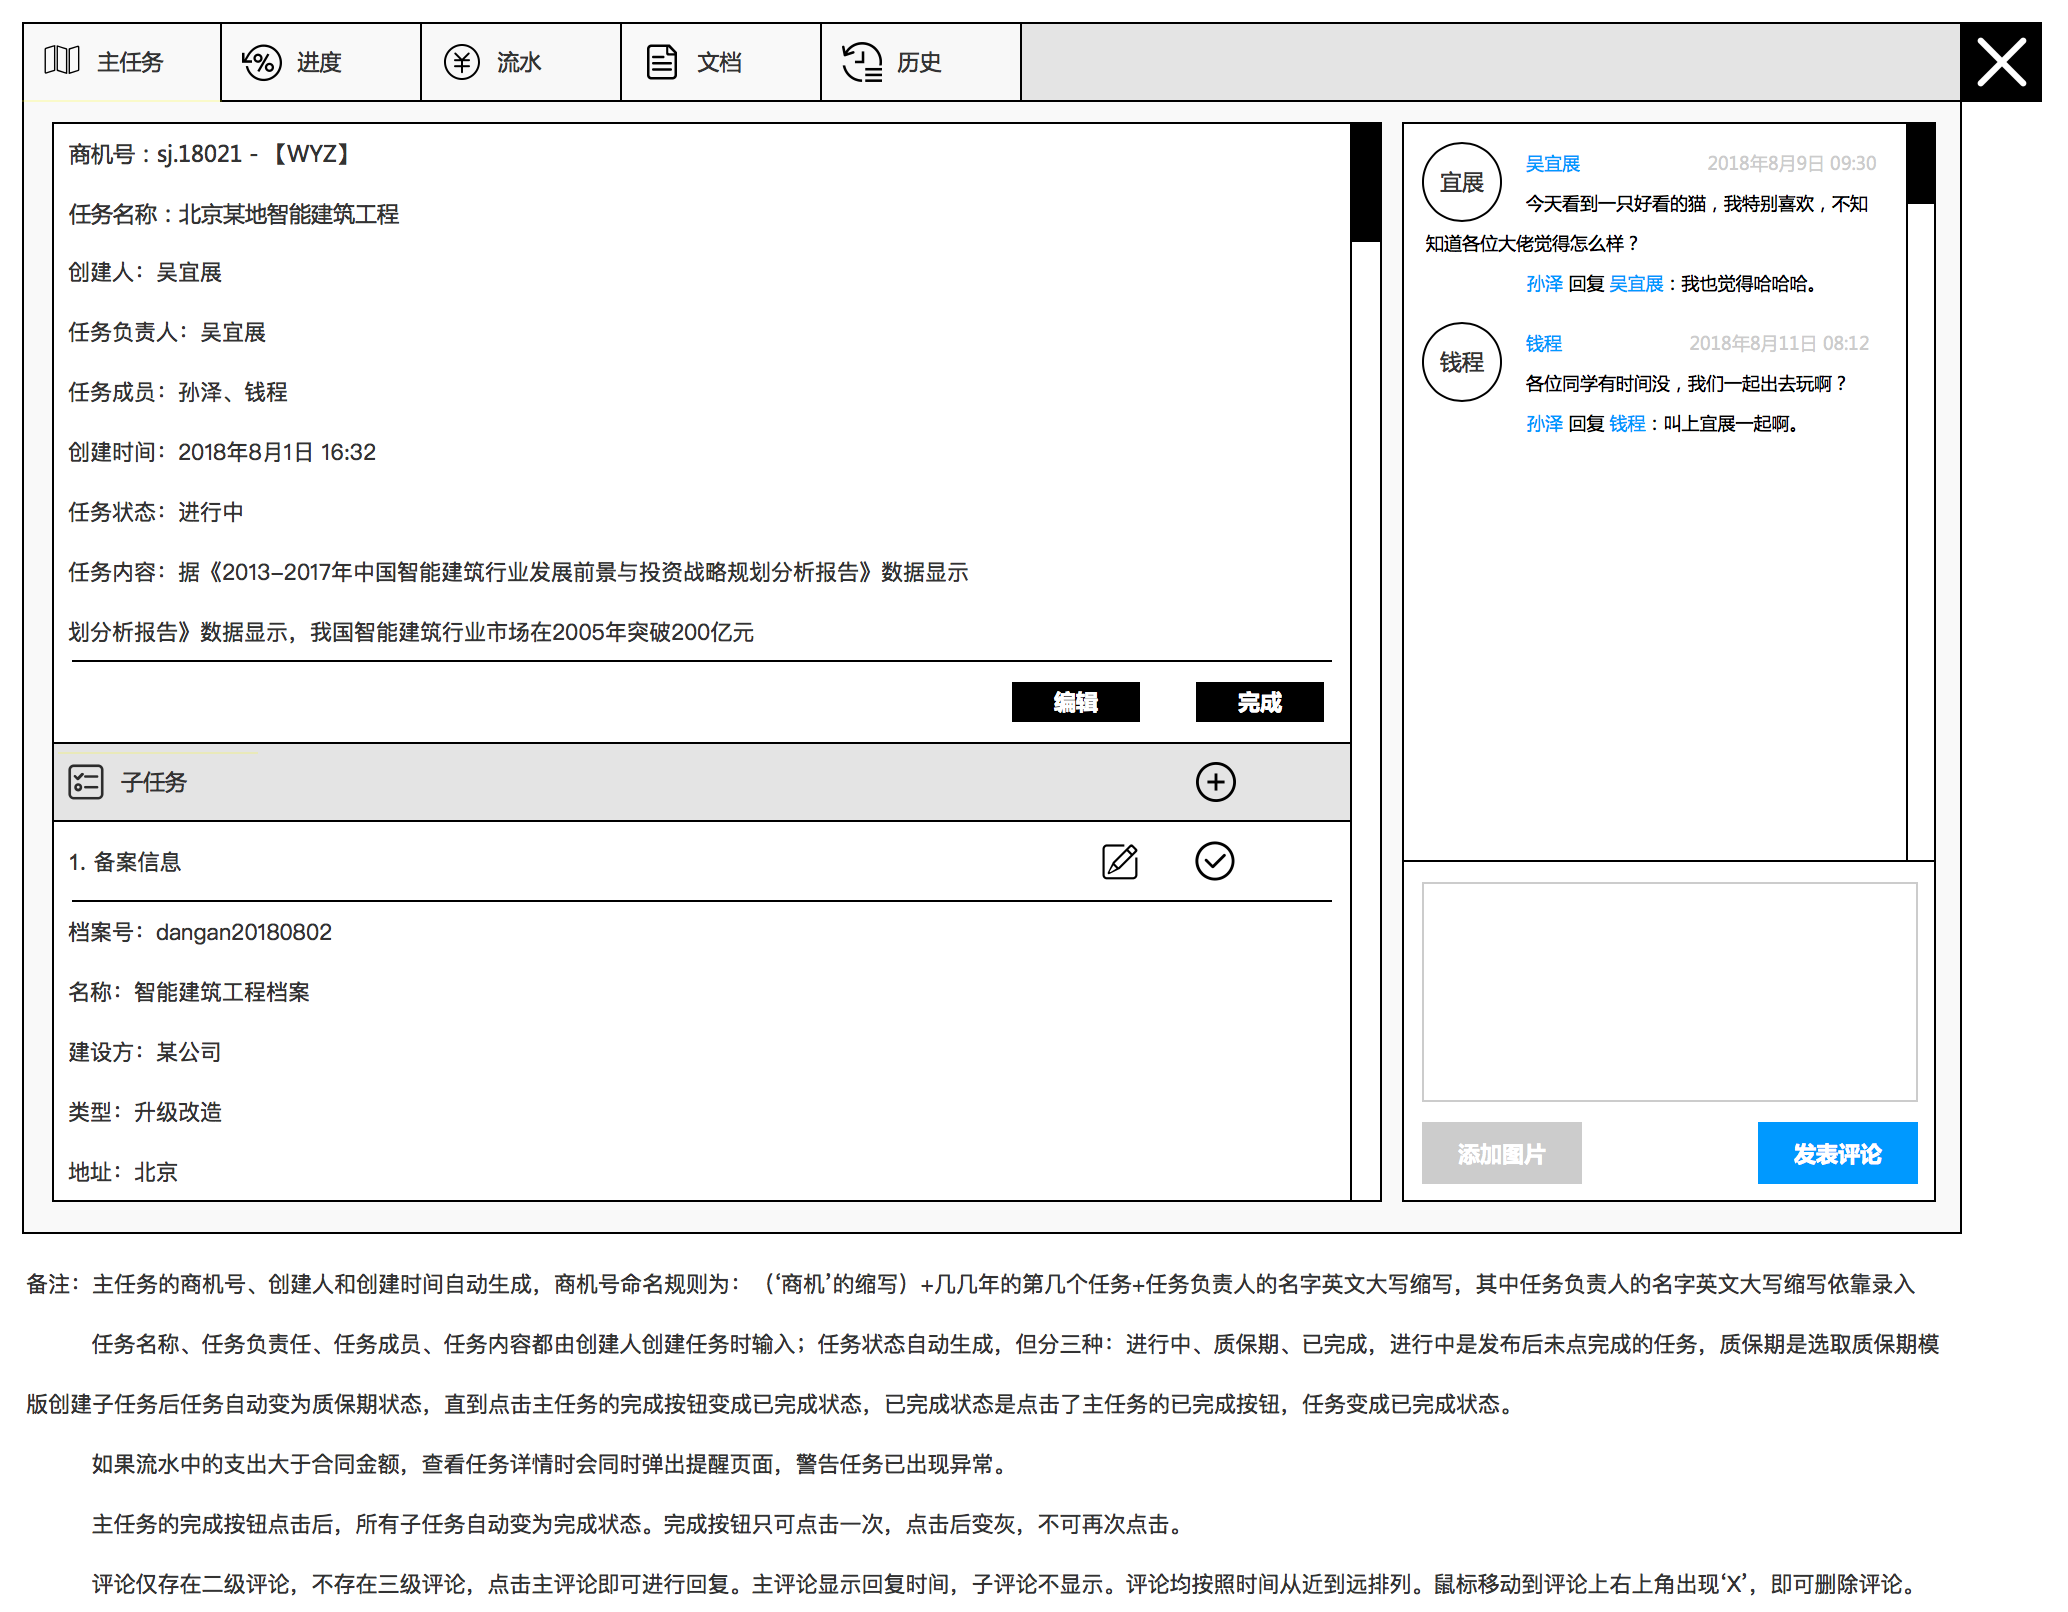 主任务
进度
流水
文档
历史
商机号：sj.18021 - 【WYZ】
任务名称：北京某地智能建筑工程
创建人：吴宜展
任务负责人：吴宜展
任务成员：孙泽、钱程
创建时间：2018年8月1日 16:32
任务状态：进行中
任务内容：据《2013–2017年中国智能建筑行业发展前景与投资战略规划分析报告》数据显示
划分析报告》数据显示，我国智能建筑行业市场在2005年突破200亿元
编辑
完成
子任务
1. 备案信息
档案号：dangan20180802
名称：智能建筑工程档案
建设方：某公司
类型：升级改造
地址：北京
宜展
吴宜展 2018年8月9日 09:30
今天看到一只好看的猫，我特别喜欢，不知
知道各位大佬觉得怎么样？
孙泽 回复 吴宜展：我也觉得哈哈哈。
钱程
钱程 2018年8月11日 08:12
各位同学有时间没，我们一起出去玩啊？
孙泽 回复 钱程：叫上宜展一起啊。
添加图片
发表评论
备注：主任务的商机号、创建人和创建时间自动生成，商机号命名规则为：（‘商机’的缩写）+几几年的第几个任务+任务负责人的名字英文大写缩写，其中任务负责人的名字英文大写缩写依靠录入
任务名称、任务负责任、任务成员、任务内容都由创建人创建任务时输入；任务状态自动生成，但分三种：进行中、质保期、已完成，进行中是发布后未点完成的任务，质保期是选取质保期模
版创建子任务后任务自动变为质保期状态，直到点击主任务的完成按钮变成已完成状态，已完成状态是点击了主任务的已完成按钮，任务变成已完成状态。
如果流水中的支出大于合同金额，查看任务详情时会同时弹出提醒页面，警告任务已出现异常。
主任务的完成按钮点击后，所有子任务自动变为完成状态。完成按钮只可点击一次，点击后变灰，不可再次点击。
评论仅存在二级评论，不存在三级评论，点击主评论即可进行回复。主评论显示回复时间，子评论不显示。评论均按照时间从近到远排列。鼠标移动到评论上右上角出现‘X’，即可删除评论。